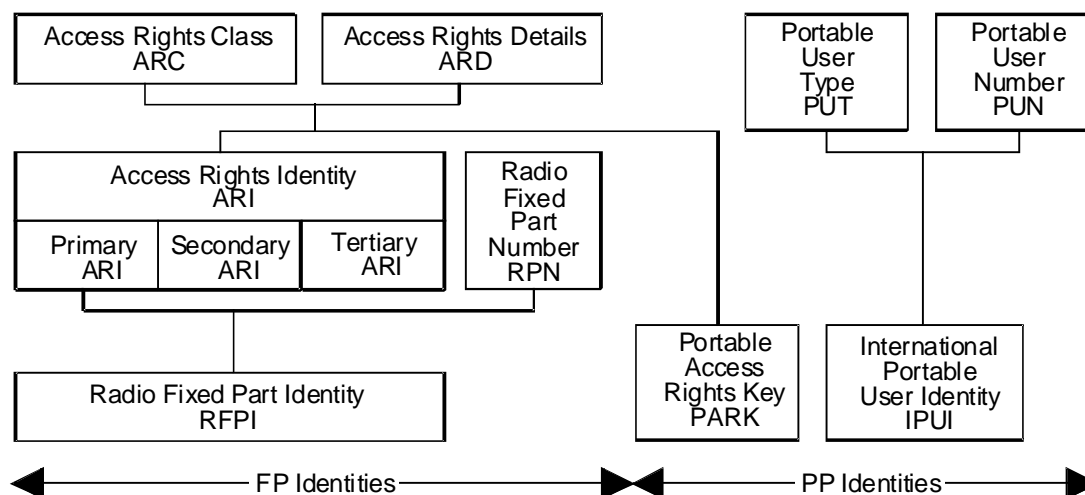 Access Rights Class
ARC
Access Rights Details
ARD
Portable
User
Type
PUT
Portable
User
Number
PUN
Access Rights Identity
ARI
Primary
ARI
Secondary
ARI
Tertiary
ARI
Radio
Fixed
Part
Number
RPN
Portable
Access
Rights Key
PARK
International
Portable
User Identity
IPUI
Radio Fixed Part Identity
RFPI
FP Identities
PP Identities